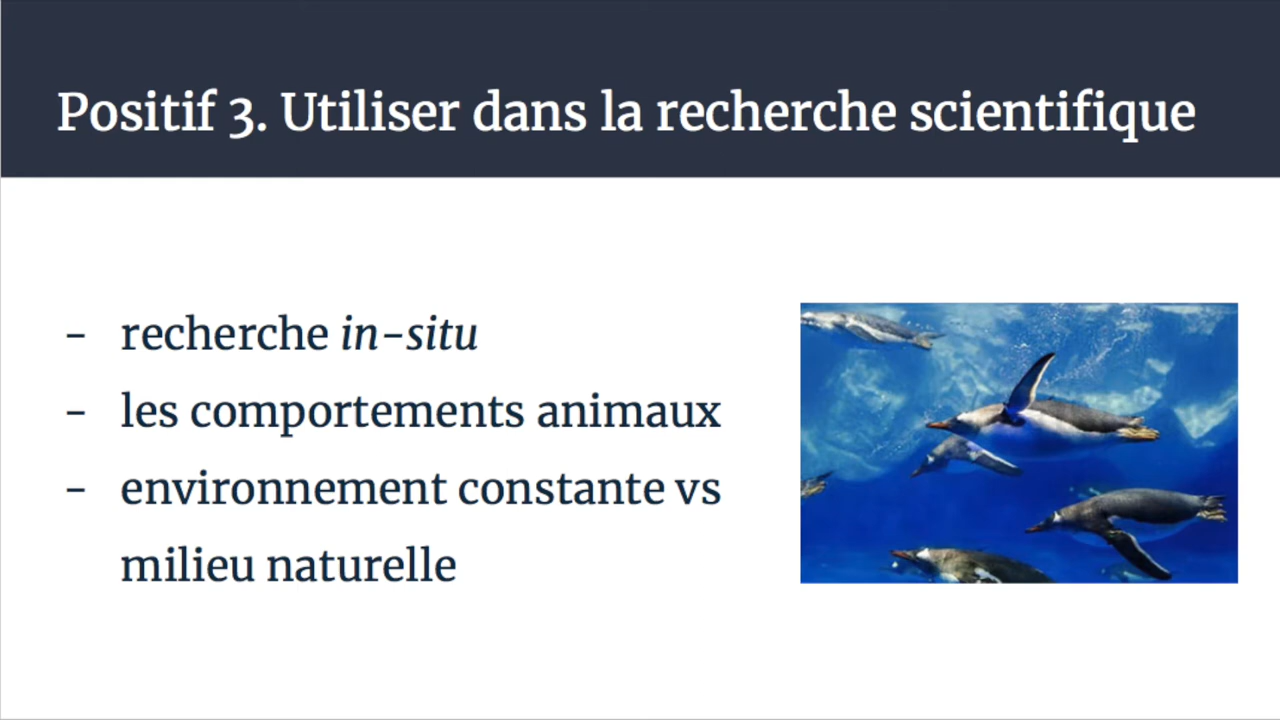 Positif 3. Utiliser dans la recherche scientifique
- recherche in-situ
- les comportements animaux
- environnement constante vs
milieu naturelle